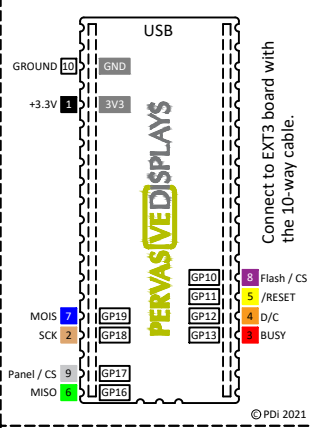 USB
GROUND 10 GND
+3.3V 1 3V3
PERVASIVE DISPLAYS
Connect to EXT3 board with
the 10-way cable.
GP10 8 Flash / CS
GP11 5 /RESET
MOIS 7 GP19 GP12 4 D/C
SCK 2 GP18 GP13 3 BUSY
Panel / CS 9 GP17
MISO 6 GP16
© PDi 2021